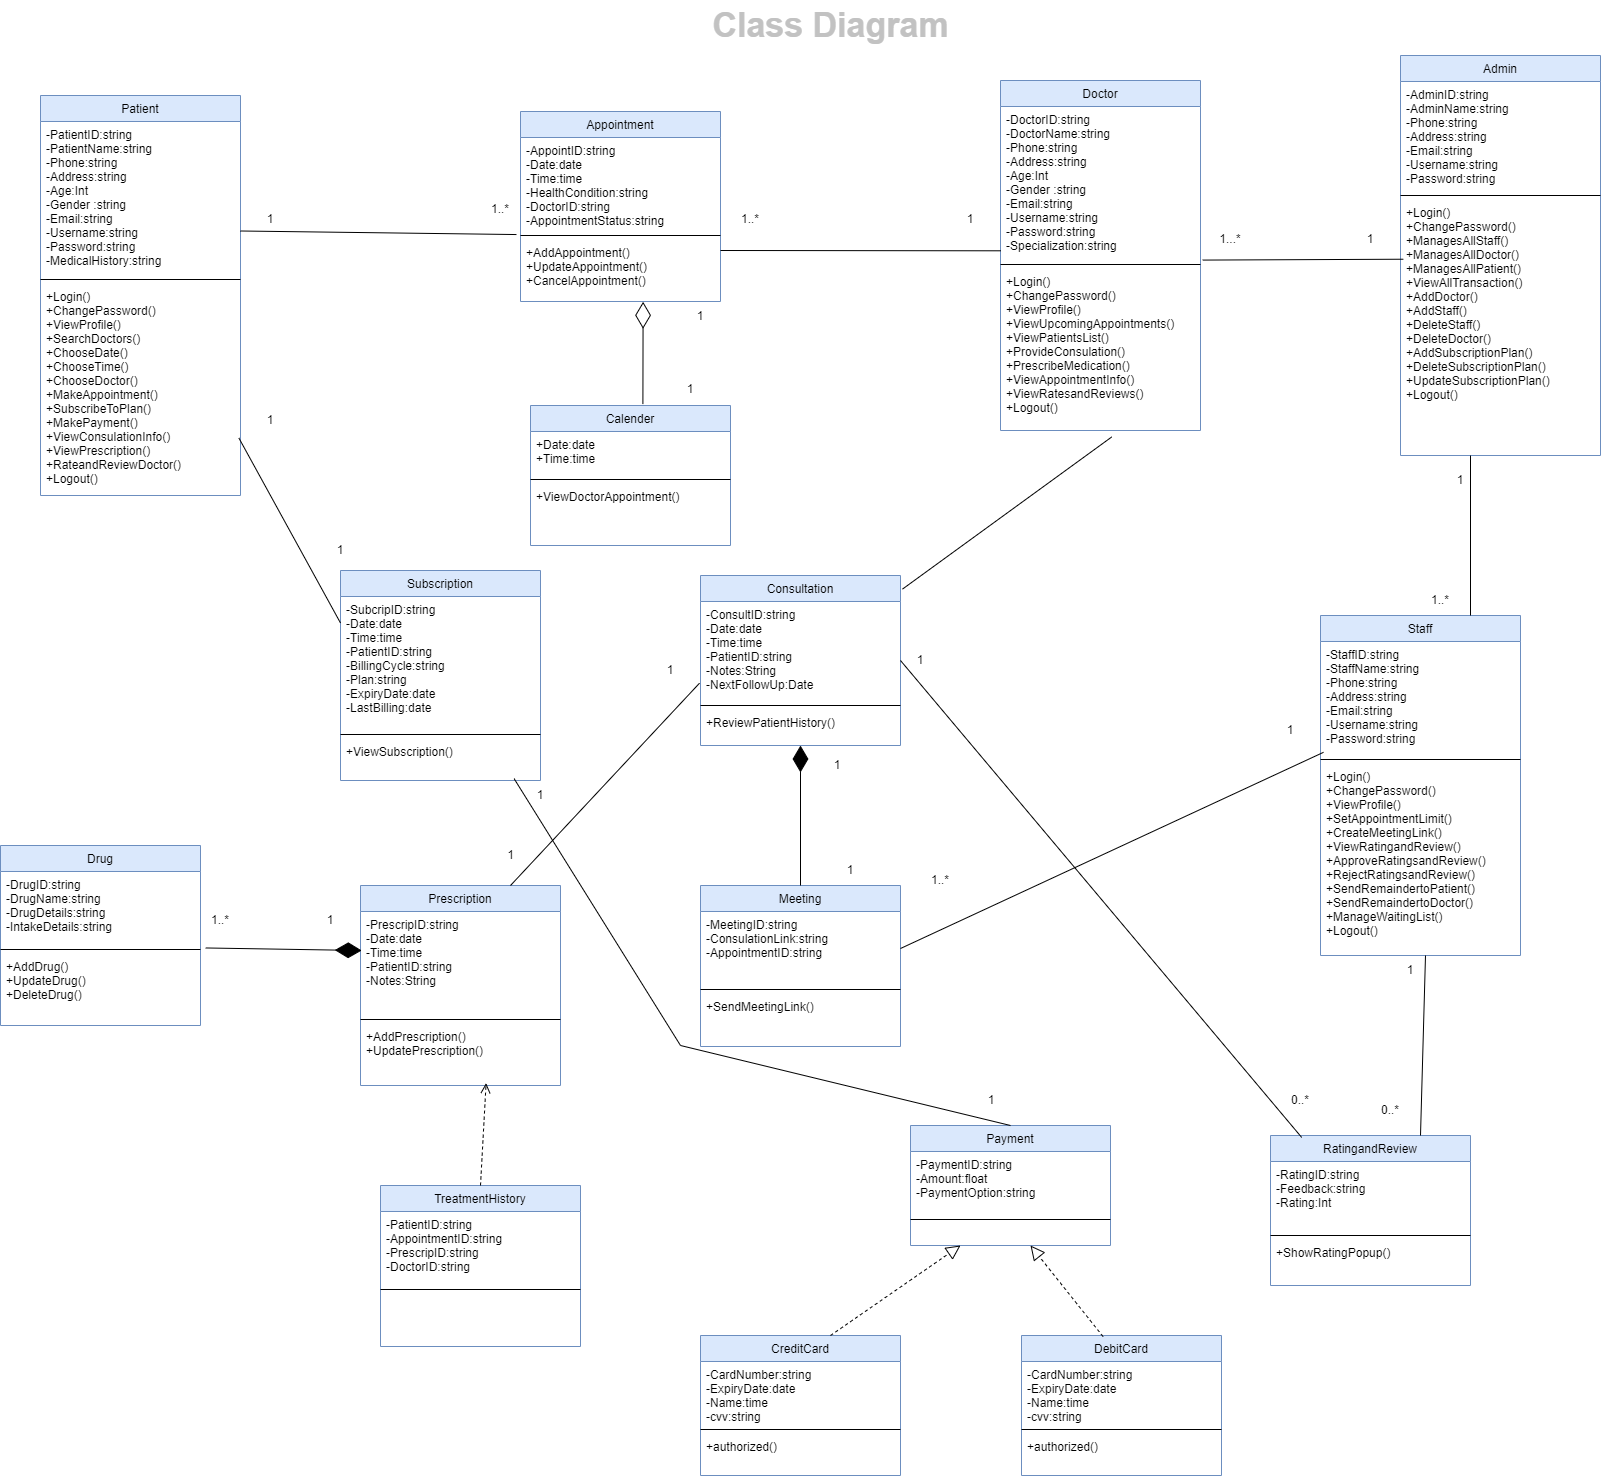 Class Diagram
Patient
-PatientID:string
-PatientName:string
-Phone:string
-Address:string
-Age:Int
-Gender :string
-Email:string
-Username:string
-Password:string
-MedicalHistory:string
+Login()
+ChangePassword()
+ViewProfile()
+SearchDoctors()
+ChooseDate()
+ChooseTime()
+ChooseDoctor()
+MakeAppointment()
+SubscribeToPlan()
+MakePayment()
+ViewConsulationInfo()
+ViewPrescription()
+RateandReviewDoctor()
+Logout()
1
1..*
Appointment
-AppointID:string
-Date:date
-Time:time
-HealthCondition:string
-DoctorID:string
-AppointmentStatus:string
+AddAppointment()
+UpdateAppointment()
+CancelAppointment()
1..*
1
Doctor
-DoctorID:string
-DoctorName:string
-Phone:string
-Address:string
-Age:Int
-Gender :string
-Email:string
-Username:string
-Password:string
-Specialization:string
+Login()
+ChangePassword()
+ViewProfile()
+ViewUpcomingAppointments()
+ViewPatientsList()
+ProvideConsulation()
+PrescribeMedication()
+ViewAppointmentInfo()
+ViewRatesandReviews()
+Logout()
1...*
1
Admin
-AdminID:string
-AdminName:string
-Phone:string
-Address:string
-Email:string
-Username:string
-Password:string
+Login()
+ChangePassword()
+ManagesAllStaff()
+ManagesAllDoctor()
+ManagesAllPatient()
+ViewAllTransaction()
+AddDoctor()
+AddStaff()
+DeleteStaff()
+DeleteDoctor()
+AddSubscriptionPlan()
+DeleteSubscriptionPlan()
+UpdateSubscriptionPlan()
+Logout()
1
1
Calender
+Date:date
+Time:time
+ViewDoctorAppointment()
1
1
Subscription
-SubcripID:string
-Date:date
-Time:time
-PatientID:string
-BillingCycle:string
-Plan:string
-ExpiryDate:date
-LastBilling:date
+ViewSubscription()
1
Consultation
-ConsultID:string
-Date:date
-Time:time
-PatientID:string
-Notes:String
-NextFollowUp:Date
+ReviewPatientHistory()
1
1
1
1
1..*
Staff
-StaffID:string
-StaffName:string
-Phone:string
-Address:string
-Email:string
-Username:string
-Password:string
+Login()
+ChangePassword()
+ViewProfile()
+SetAppointmentLimit()
+CreateMeetingLink()
+ViewRatingandReview()
+ApproveRatingsandReview()
+RejectRatingsandReview()
+SendRemaindertoPatient()
+SendRemaindertoDoctor()
+ManageWaitingList()
+Logout()
1
1
Drug
-DrugID:string
-DrugName:string
-DrugDetails:string
-IntakeDetails:string
+AddDrug()
+UpdateDrug()
+DeleteDrug()
1..*
1
1
Prescription
-PrescripID:string
-Date:date
-Time:time
-PatientID:string
-Notes:String
+AddPrescription()
+UpdatePrescription()
1
1..*
Meeting
-MeetingID:string
-ConsulationLink:string
-AppointmentID:string
+SendMeetingLink()
1
0..*
0..*
Payment
-PaymentID:string
-Amount:float
-PaymentOption:string
RatingandReview
-RatingID:string
-Feedback:string
-Rating:Int
+ShowRatingPopup()
TreatmentHistory
-PatientID:string
-AppointmentID:string
-PrescripID:string
-DoctorID:string
CreditCard
-CardNumber:string
-ExpiryDate:date
-Name:time
-cvv:string
+authorized()
DebitCard
-CardNumber:string
-ExpiryDate:date
-Name:time
-cvv:string
+authorized()